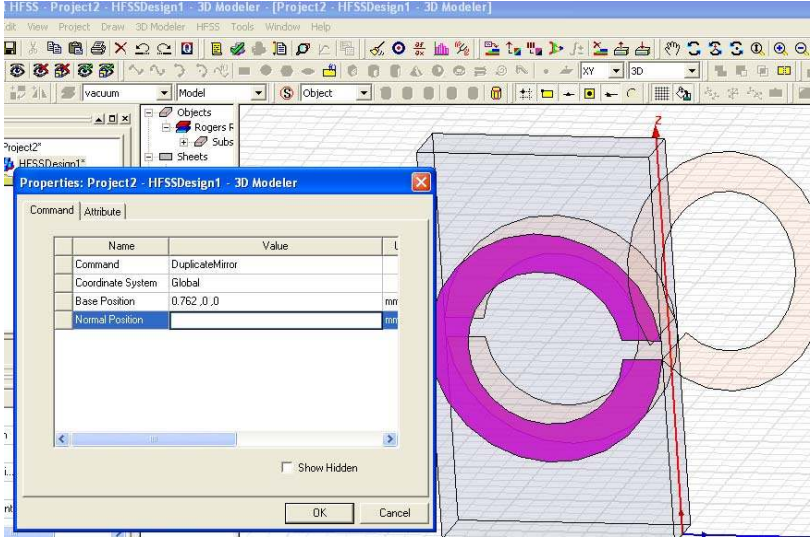 HFSS - Project2 - HFSSDesign1 - 3D Modeler - [Project2 - HFSSDesign1 - 3D Modeler]
Edit View Project Draw 3D Modeler HFSS Tools Window Help
XY 3D
vacuum Model Object
Objects
Rogers R
Subs
Sheets
Project2*
HFSSDesign1*
Z
Properties: Project2 - HFSSDesign1 - 3D Modeler
Command Attribute
Name Value
Command DuplicateMirror
Coordinate System Global
Base Position 0.762 ,0 ,0 mm
Normal Position mm
Show Hidden
OK Cancel